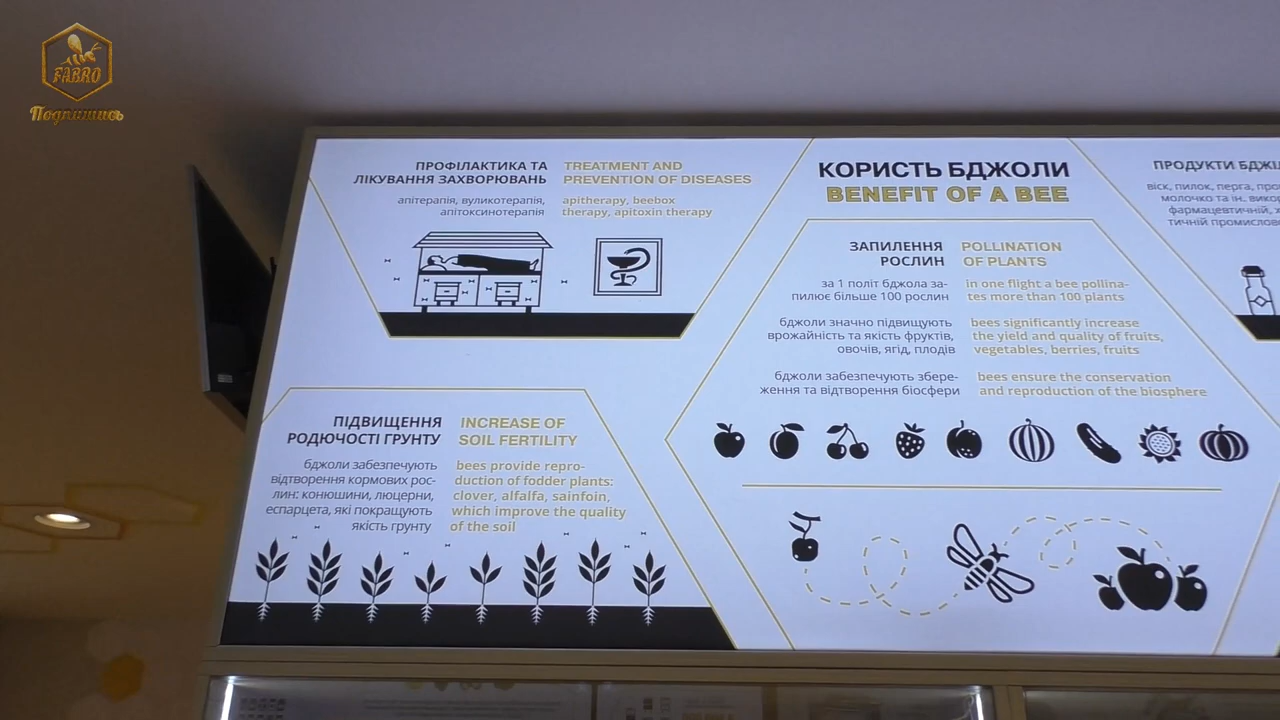 FABRO
Подпишись
ПРОФІЛАКТИКА ТА
ЛІКУВАННЯ ЗАХВОРЮВАНЬ
апітерапія, вуликотерапія,
апітоксинотерапія
TREATMENT AND
PREVENTION OF DISEASES
apitherapy, beebox
therapy, apitoxin therapy
КОРИСТЬ БДЖОЛИ
BENEFIT OF A BEE
ЗАПИЛЕННЯ
РОСЛИН
POLLINATION
OF PLANTS
за 1 політ бджола за-
пилює більше 100 рослин
in one flight a bee pollina-
tes more than 100 plants
бджоли значно підвищують
врожайність та якість фруктів,
овочів, ягід, плодів
bees significantly increase
the yield and quality of fruits,
vegetables, berries, fruits
бджоли забезпечують збере-
ження та відтворення біосфери
bees ensure the conservation
and reproduction of the biosphere
ПРОДУКТИ
віск, пилок, перга,
молочко та ін.
фармацевтичній,
тичній
ПІДВИЩЕННЯ
РОДЮЧОСТІ ГРУНТУ
бджоли забезпечують
відтворення кормових рос-
лин: конюшини, люцерни,
еспарцета, які покращують
якість грунту
INCREASE OF
SOIL FERTILITY
bees provide repro-
duction of fodder plants:
clover, alfalfa, sainfoin,
which improve the quality
of the soil